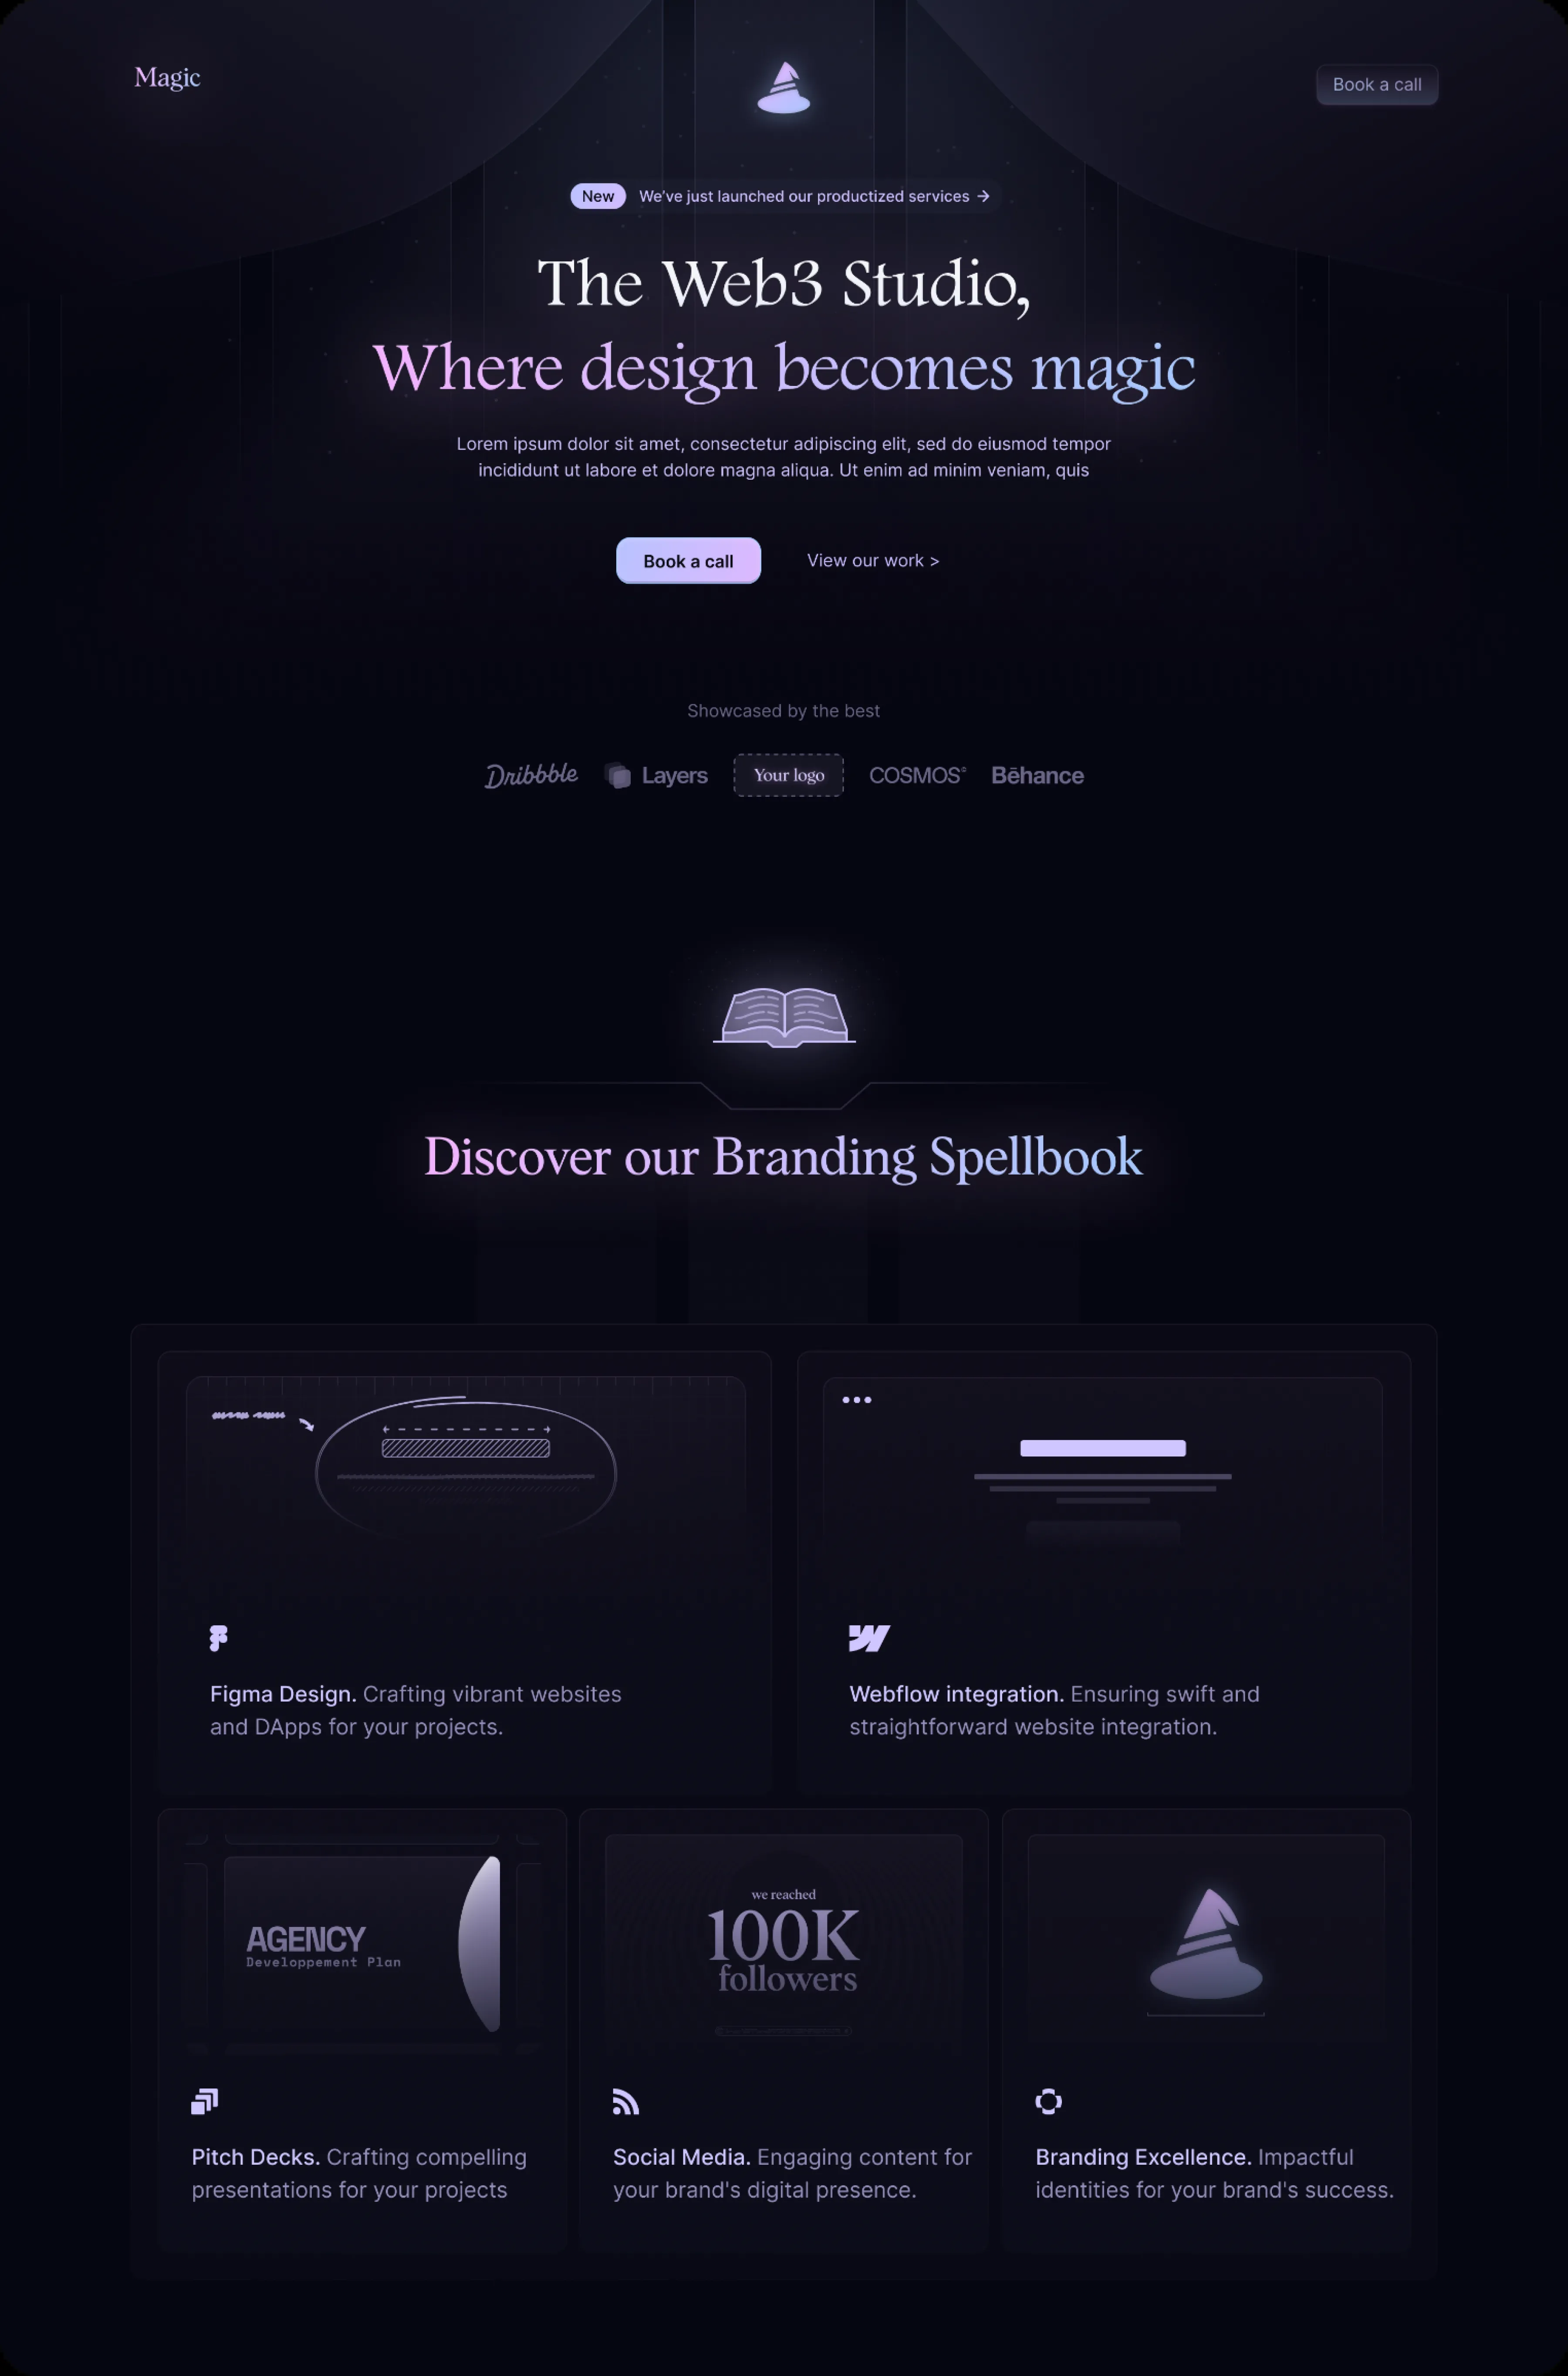 Magic
Book a call
New We've just launched our productized services →
The Web3 Studio,
Where design becomes magic
Lorem ipsum dolor sit amet, consectetur adipiscing elit, sed do eiusmod tempor
incididunt ut labore et dolore magna aliqua. Ut enim ad minim veniam, quis
Book a call
View our work >
Showcased by the best
Dribbble
Layers
Your logo
COSMOS®
Bēhance
Discover our Branding Spellbook
Figma Design. Crafting vibrant websites
and DApps for your projects.
Webflow integration. Ensuring swift and
straightforward website integration.
AGENCY
Developpement Plan
Pitch Decks. Crafting compelling
presentations for your projects
we reached
100K
followers
Social Media. Engaging content for
your brand's digital presence.
Branding Excellence. Impactful
identities for your brand's success.